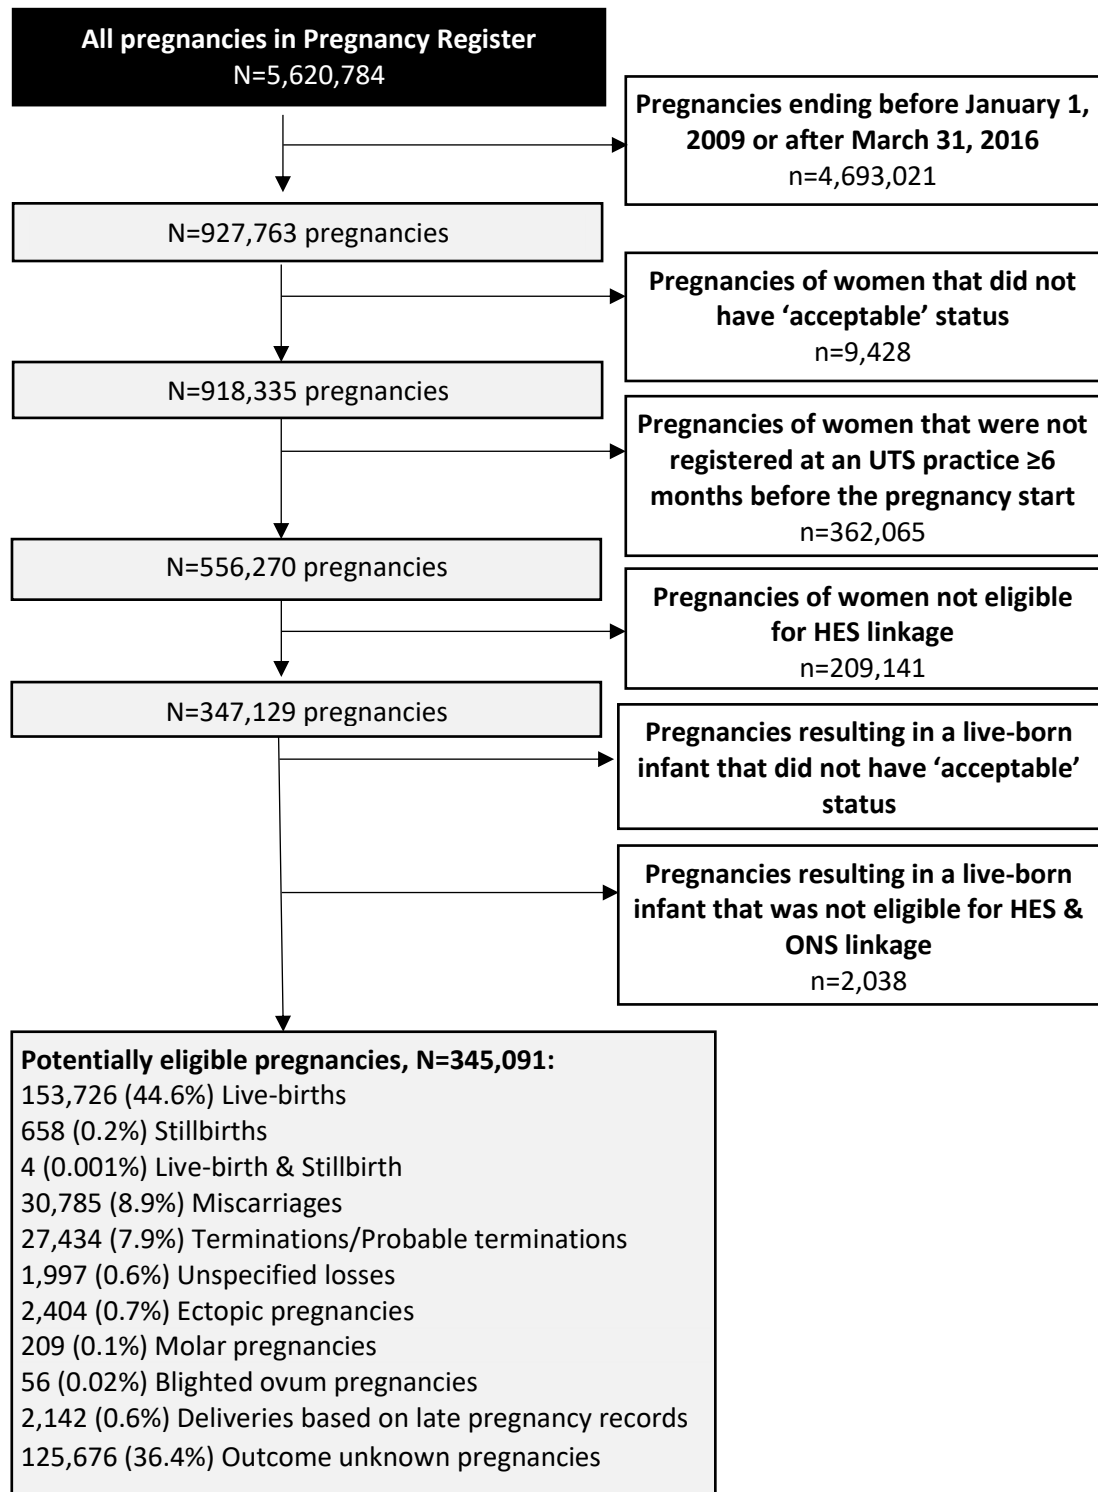 All pregnancies in Pregnancy Register
N=5,620,784
Pregnancies ending before January 1,
2009 or after March 31, 2016
n=4,693,021
N=927,763 pregnancies
Pregnancies of women that did not
have ‘acceptable’ status
n=9,428
N=918,335 pregnancies
Pregnancies of women that were not
registered at an UTS practice ≥6
months before the pregnancy start
n=362,065
N=556,270 pregnancies
Pregnancies of women not eligible
for HES linkage
n=209,141
N=347,129 pregnancies
Pregnancies resulting in a live-born
infant that did not have ‘acceptable’
status
Pregnancies resulting in a live-born
infant that was not eligible for HES &
ONS linkage
n=2,038
Potentially eligible pregnancies, N=345,091:
153,726 (44.6%) Live-births
658 (0.2%) Stillbirths
4 (0.001%) Live-birth & Stillbirth
30,785 (8.9%) Miscarriages
27,434 (7.9%) Terminations/Probable terminations
1,997 (0.6%) Unspecified losses
2,404 (0.7%) Ectopic pregnancies
209 (0.1%) Molar pregnancies
56 (0.02%) Blighted ovum pregnancies
2,142 (0.6%) Deliveries based on late pregnancy records
125,676 (36.4%) Outcome unknown pregnancies